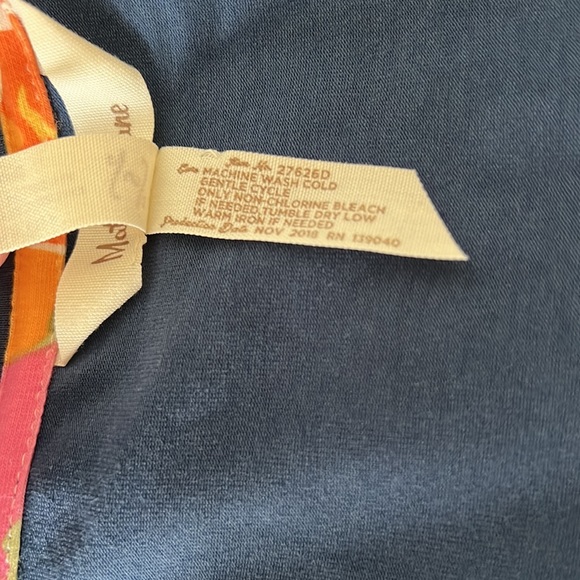 Item No. 27626D
Care MACHINE WASH COLD
GENTLE CYCLE
ONLY NON-CHLORINE BLEACH
IF NEEDED,TUMBLE DRY LOW
WARM IRON IF NEEDED
Production Date NOV 2018 RN 139040